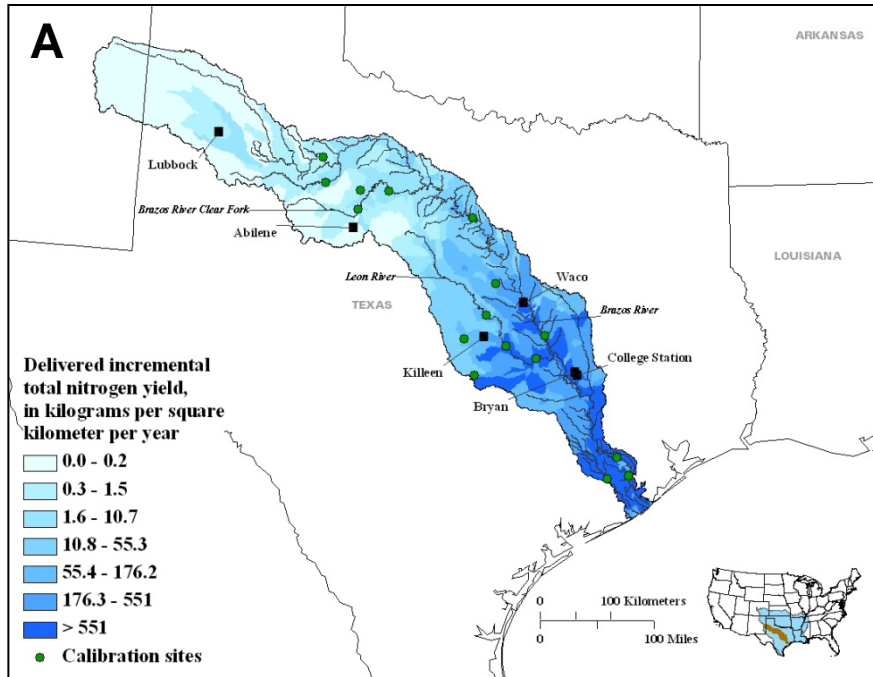 A
ARKANSAS
Lubbock
Brazos River Clear Fork
Abilene
LOUISIANA
Leon River
Waco
TEXAS
Brazos River
Killeen
College Station
Bryan
Delivered incremental
total nitrogen yield,
in kilograms per square
kilometer per year
0.0 - 0.2
0.3 - 1.5
1.6 - 10.7
10.8 - 55.3
55.4 - 176.2
176.3 - 551
> 551
Calibration sites
0 100 Kilometers
0 100 Miles